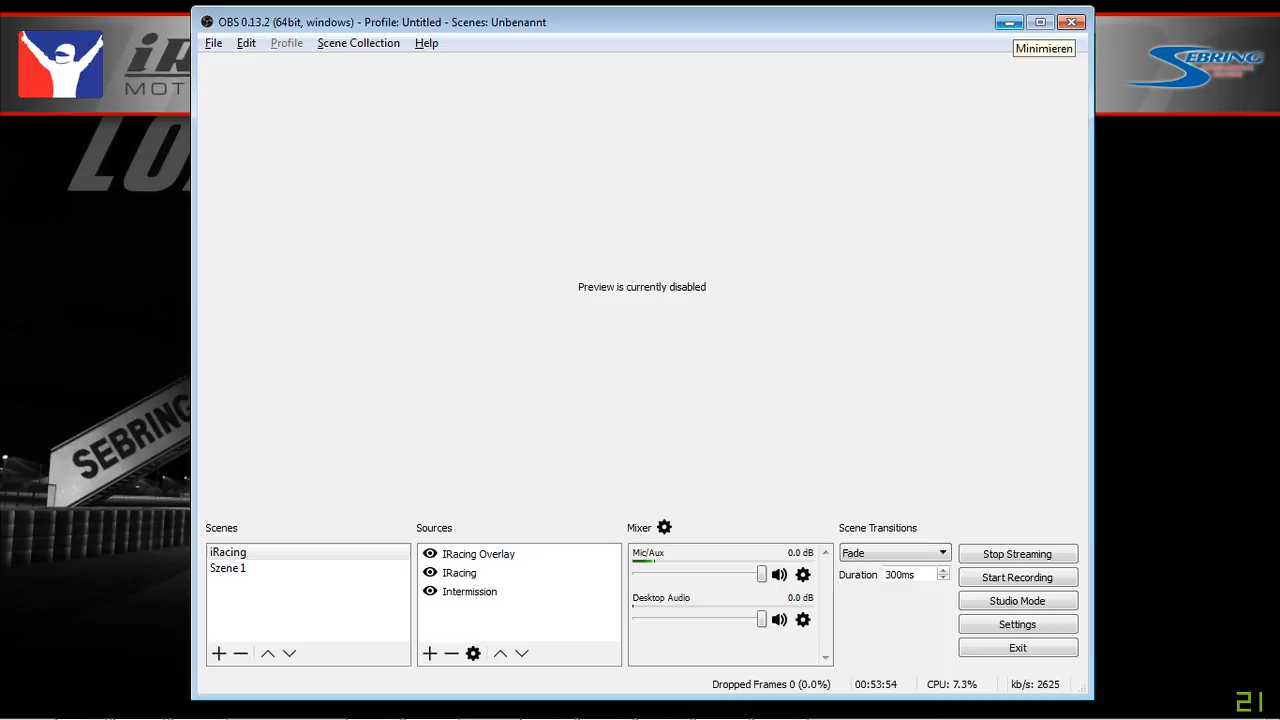 OBS 0.13.2 (64bit, windows) - Profile: Untitled - Scenes: Unbenannt
File Edit Profile Scene Collection Help
Minimieren
MOT
SEBRING
SEBRING
Preview is currently disabled
Scenes
iRacing
Szene 1
Sources
IRacing Overlay
IRacing
Intermission
Mixer
Mic/Aux 0.0 dB
Desktop Audio 0.0 dB
Scene Transitions
Fade
Duration 300ms
Stop Streaming
Start Recording
Studio Mode
Settings
Exit
Dropped Frames 0 (0.0%) 00:53:54 CPU: 7.3% kb/s: 2625
21